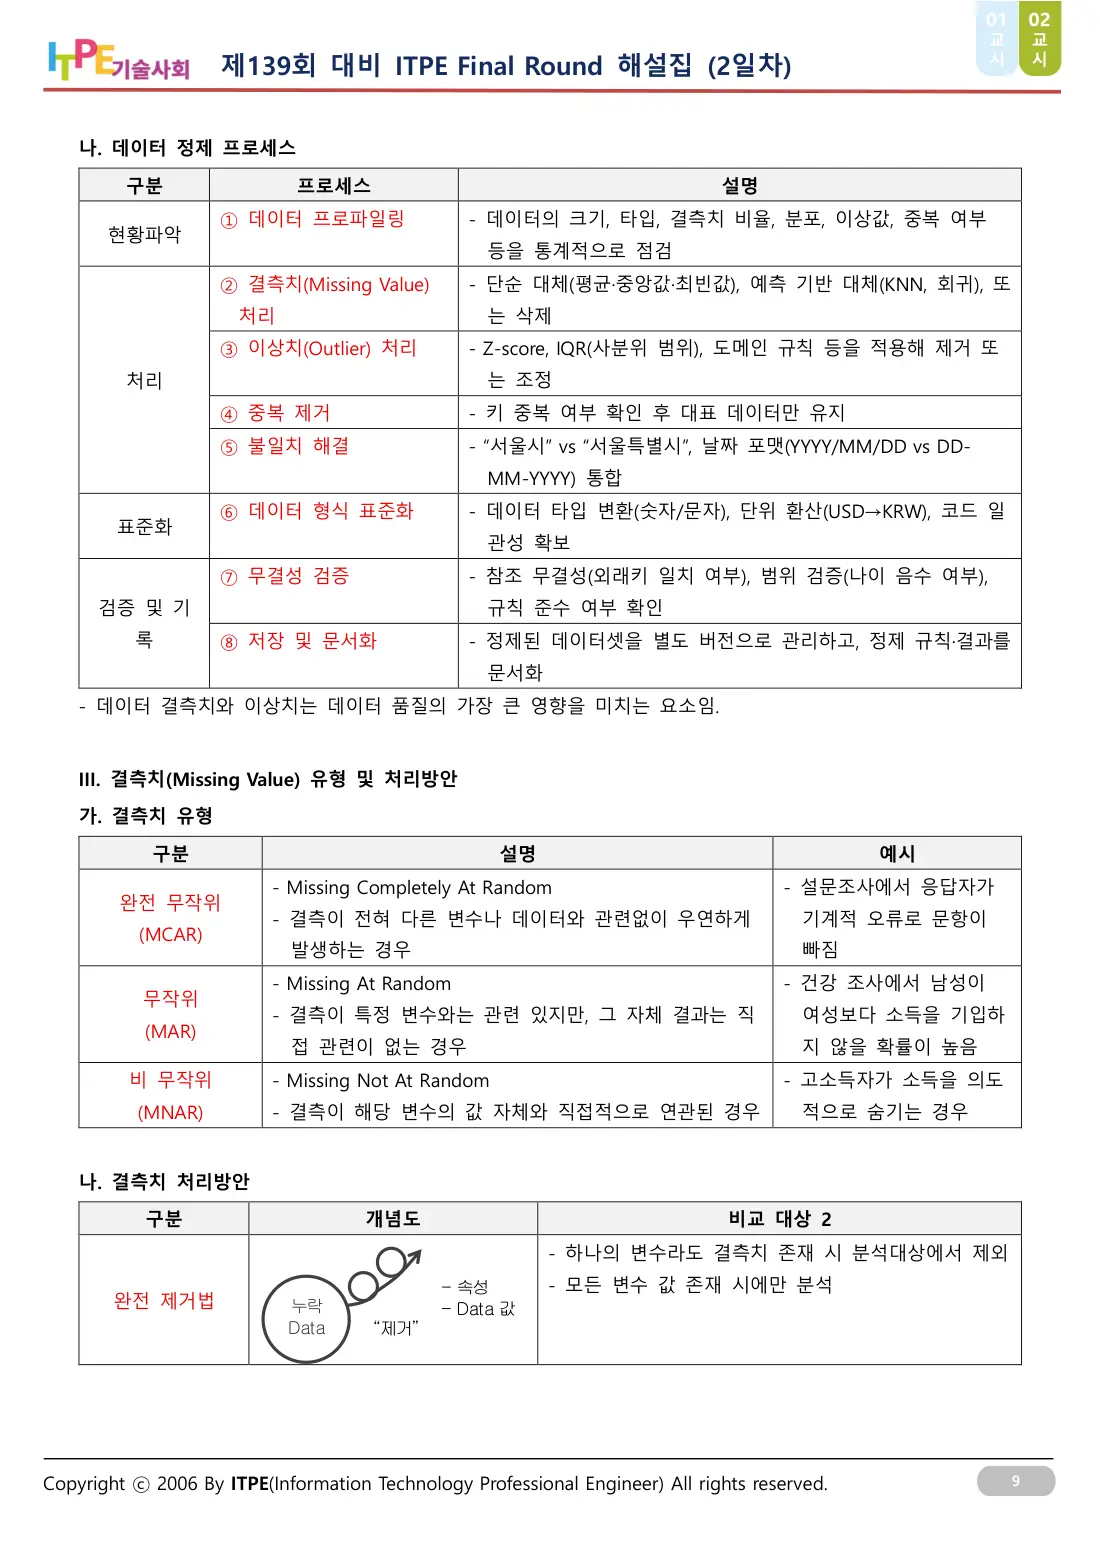 ITPE기술사회 제139회 대비 ITPE Final Round 해설집 (2일차)
01 교시
02 교시
나. 데이터 정제 프로세스
구분 프로세스 설명
현황파악
① 데이터 프로파일링
- 데이터의 크기, 타입, 결측치 비율, 분포, 이상값, 중복 여부
등을 통계적으로 점검
처리
② 결측치(Missing Value)
처리
- 단순 대체(평균·중앙값·최빈값), 예측 기반 대체(KNN, 회귀), 또
는 삭제
③ 이상치(Outlier) 처리
- Z-score, IQR(사분위 범위), 도메인 규칙 등을 적용해 제거 또
는 조정
④ 중복 제거
- 키 중복 여부 확인 후 대표 데이터만 유지
⑤ 불일치 해결
- “서울시” vs “서울특별시”, 날짜 포맷(YYYY/MM/DD vs DD-
MM-YYYY) 통합
표준화
⑥ 데이터 형식 표준화
- 데이터 타입 변환(숫자/문자), 단위 환산(USD→KRW), 코드 일
관성 확보
검증 및 기
록
⑦ 무결성 검증
- 참조 무결성(외래키 일치 여부), 범위 검증(나이 음수 여부),
규칙 준수 여부 확인
⑧ 저장 및 문서화
- 정제된 데이터셋을 별도 버전으로 관리하고, 정제 규칙·결과를
문서화
- 데이터 결측치와 이상치는 데이터 품질의 가장 큰 영향을 미치는 요소임.
III. 결측치(Missing Value) 유형 및 처리방안
가. 결측치 유형
구분 설명 예시
완전 무작위
(MCAR)
- Missing Completely At Random
- 결측이 전혀 다른 변수나 데이터와 관련없이 우연하게
발생하는 경우
- 설문조사에서 응답자가
기계적 오류로 문항이
빠짐
무작위
(MAR)
- Missing At Random
- 결측이 특정 변수와는 관련 있지만, 그 자체 결과는 직
접 관련이 없는 경우
- 건강 조사에서 남성이
여성보다 소득을 기입하
지 않을 확률이 높음
비 무작위
(MNAR)
- Missing Not At Random
- 결측이 해당 변수의 값 자체와 직접적으로 연관된 경우
- 고소득자가 소득을 의도
적으로 숨기는 경우
나. 결측치 처리방안
구분 개념도 비교 대상 2
완전 제거법
누락
Data
“제거”
– 속성
– Data 값
- 하나의 변수라도 결측치 존재 시 분석대상에서 제외
- 모든 변수 값 존재 시에만 분석
Copyright ⓒ 2006 By ITPE(Information Technology Professional Engineer) All rights reserved.
9